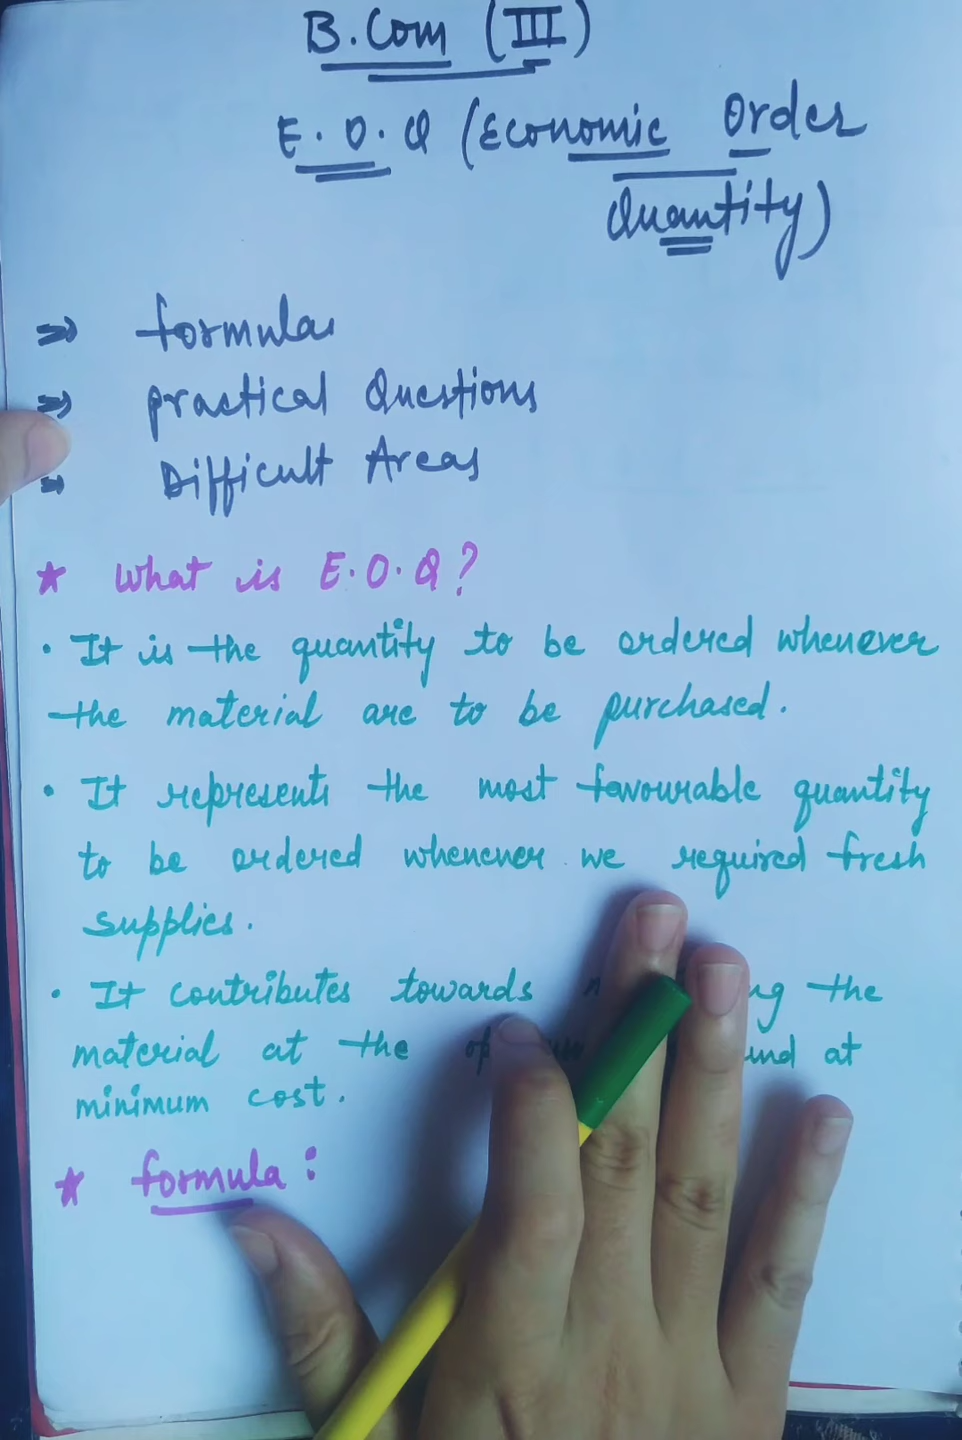 B.Com (III)
E.O.Q (Economic Order
Quantity)
⇒ formulas
⇒ practical Questions
⇒ Difficult Areas
★ What is E.O.Q?
• It is the quantity to be ordered whenever
the material are to be purchased.
• It represents the most favourable quantity
to be ordered whenever we required fresh
supplies.
• It contributes towards the
material at the at
minimum cost.
★ formula: